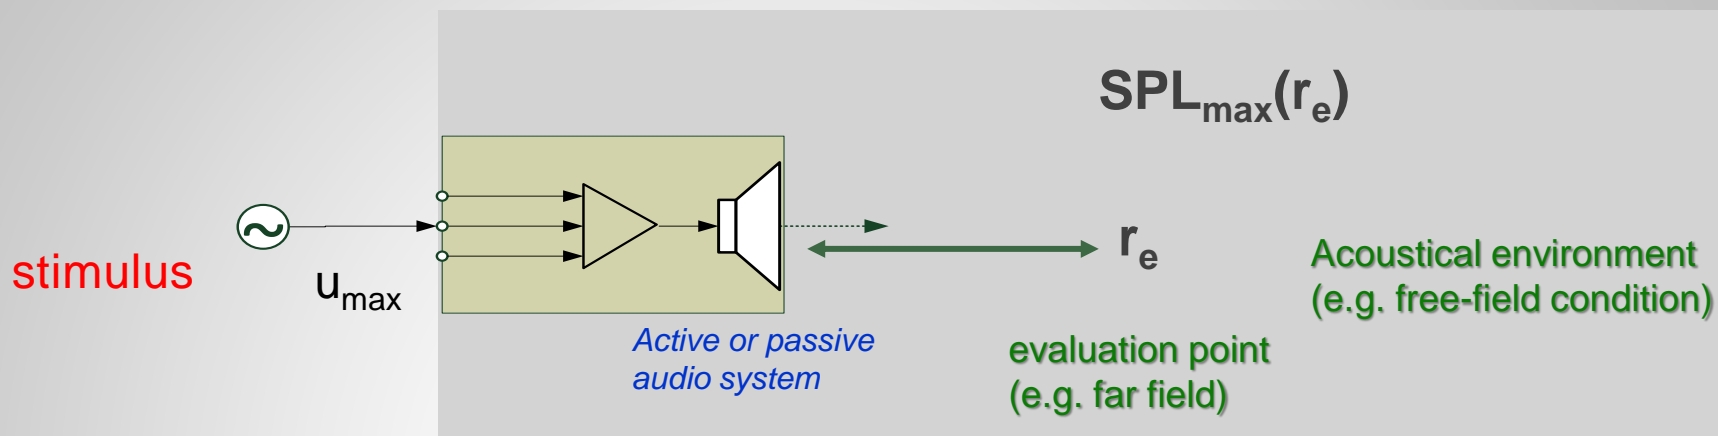 SPLmax(re)
stimulus
umax
re
Acoustical environment
(e.g. free-field condition)
Active or passive
audio system
evaluation point
(e.g. far field)